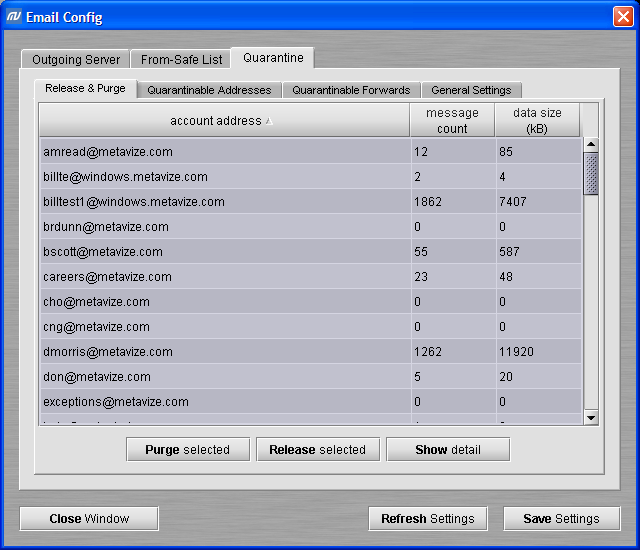 Email Config
Outgoing Server From-Safe List Quarantine
Release & Purge Quarantinable Addresses Quarantinable Forwards General Settings
account address message count data size (kB)
amread@metavize.com 12 85
billte@windows.metavize.com 2 4
billtest1@windows.metavize.com 1862 7407
brdunn@metavize.com 0 0
bscott@metavize.com 55 587
careers@metavize.com 23 48
cho@metavize.com 0 0
cng@metavize.com 0 0
dmorris@metavize.com 1262 11920
don@metavize.com 5 20
exceptions@metavize.com 0 0
Purge selected Release selected Show detail
Close Window Refresh Settings Save Settings